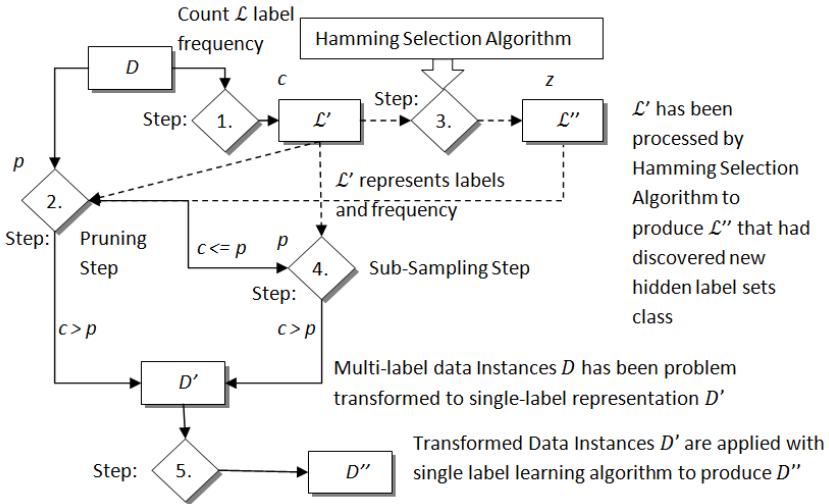 Count ℒ label
frequency
Hamming Selection Algorithm
D
c
z
Step:
Step:
1.
ℒ'
3.
ℒ''
ℒ' has been
processed by
Hamming Selection
Algorithm to
produce ℒ'' that had
discovered new
hidden label sets
class
p
2.
ℒ' represents labels
and frequency
Step:
Pruning
Step
c <= p
p
4.
Sub-Sampling Step
Step:
c > p
c > p
D'
Multi-label data Instances D has been problem
transformed to single-label representation D'
Step:
5.
D''
Transformed Data Instances D' are applied with
single label learning algorithm to produce D''